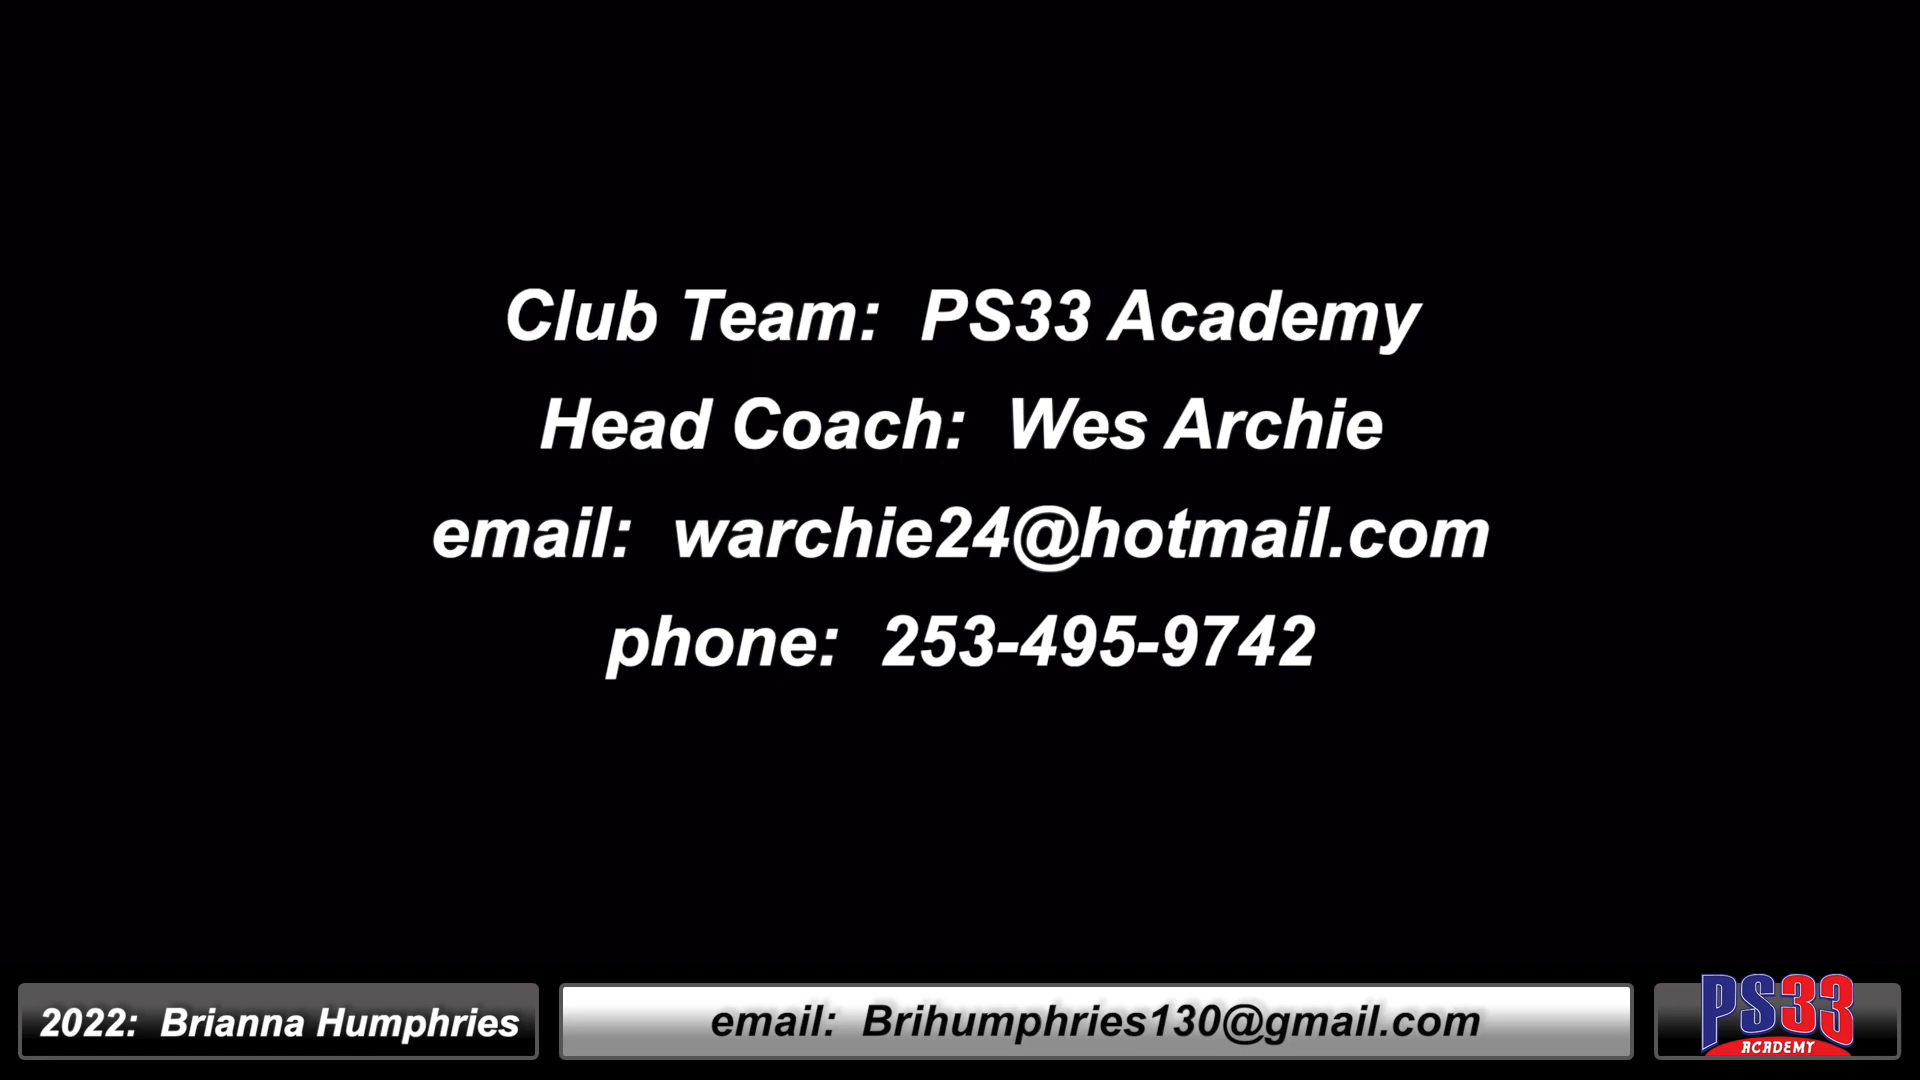 Club Team: PS33 Academy
Head Coach: Wes Archie
email: warchie24@hotmail.com
phone: 253-495-9742
2022: Brianna Humphries
email: Brihumphries130@gmail.com
PS33
ACADEMY